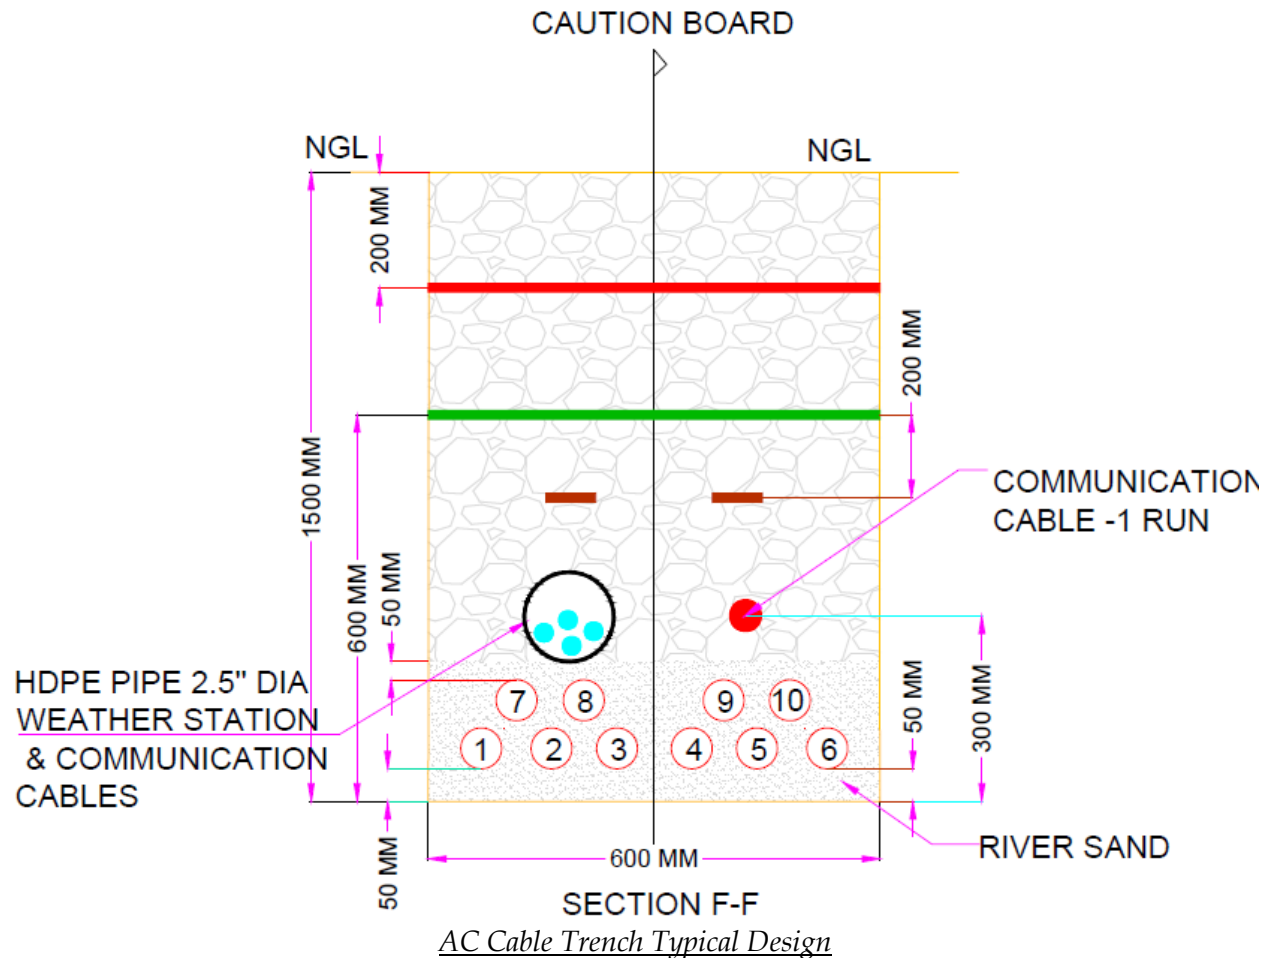 CAUTION BOARD
NGL
NGL
200 MM
200 MM
1500 MM
600 MM
50 MM
COMMUNICATION
CABLE -1 RUN
HDPE PIPE 2.5" DIA
WEATHER STATION
& COMMUNICATION
CABLES
7 8 9 10
1 2 3 4 5 6
50 MM
300 MM
50 MM
600 MM
RIVER SAND
SECTION F-F
AC Cable Trench Typical Design